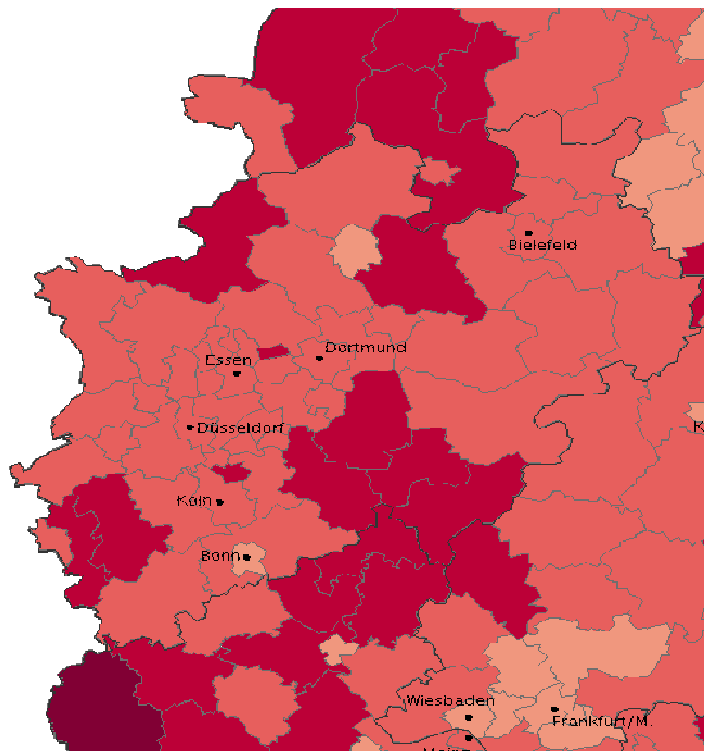 Bielefeld
Dortmund
Essen
Düsseldorf
Köln
Bonn
Wiesbaden
Frankfurt/M.